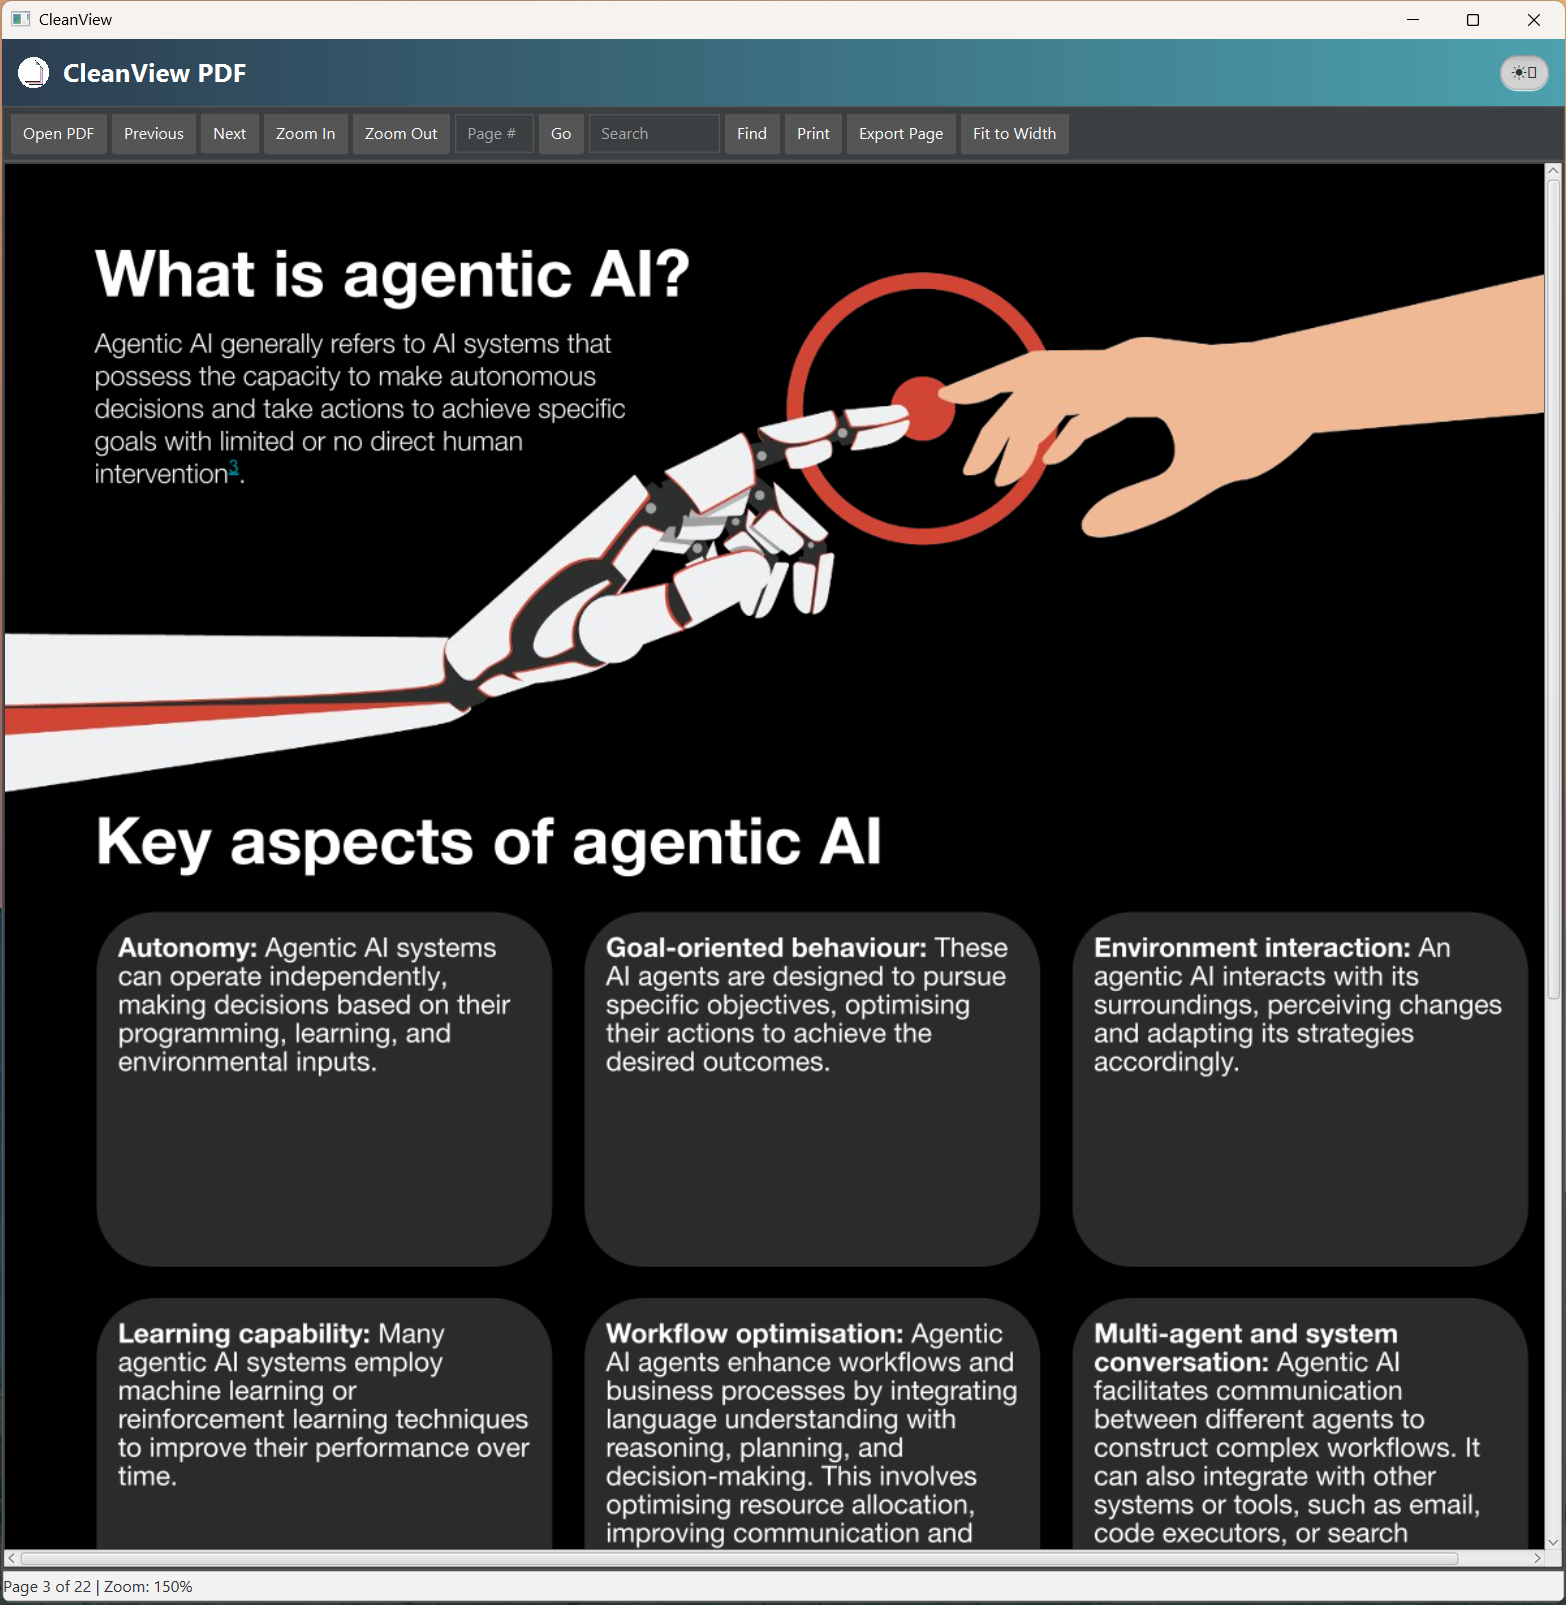 CleanView
CleanView PDF
Open PDF Previous Next Zoom In Zoom Out Page # Go Search Find Print Export Page Fit to Width
What is agentic AI?
Agentic AI generally refers to AI systems that
possess the capacity to make autonomous
decisions and take actions to achieve specific
goals with limited or no direct human
intervention3.
Key aspects of agentic AI
Autonomy: Agentic AI systems
can operate independently,
making decisions based on their
programming, learning, and
environmental inputs.
Goal-oriented behaviour: These
AI agents are designed to pursue
specific objectives, optimising
their actions to achieve the
desired outcomes.
Environment interaction: An
agentic AI interacts with its
surroundings, perceiving changes
and adapting its strategies
accordingly.
Learning capability: Many
agentic AI systems employ
machine learning or
reinforcement learning techniques
to improve their performance over
time.
Workflow optimisation: Agentic
AI agents enhance workflows and
business processes by integrating
language understanding with
reasoning, planning, and
decision-making. This involves
optimising resource allocation,
improving communication and
Multi-agent and system
conversation: Agentic AI
facilitates communication
between different agents to
construct complex workflows. It
can also integrate with other
systems or tools, such as email,
code executors, or search
Page 3 of 22 | Zoom: 150%